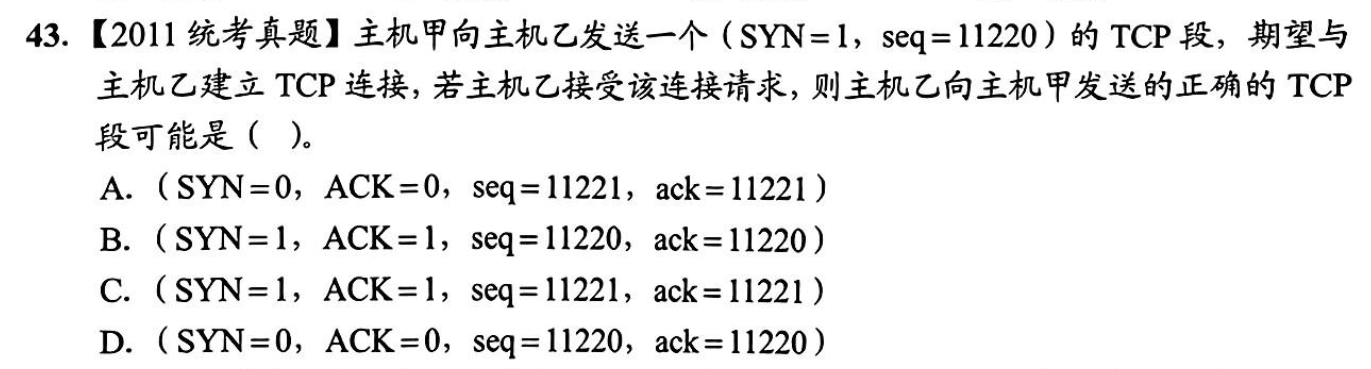 43.【2011 统考真题】主机甲向主机乙发送一个（SYN=1，seq=11220）的 TCP 段，期望与
主机乙建立 TCP 连接，若主机乙接受该连接请求，则主机乙向主机甲发送的正确的 TCP
段可能是（ ）。
A.（SYN=0，ACK=0，seq=11221，ack=11221）
B.（SYN=1，ACK=1，seq=11220，ack=11220）
C.（SYN=1，ACK=1，seq=11221，ack=11221）
D.（SYN=0，ACK=0，seq=11220，ack=11220）